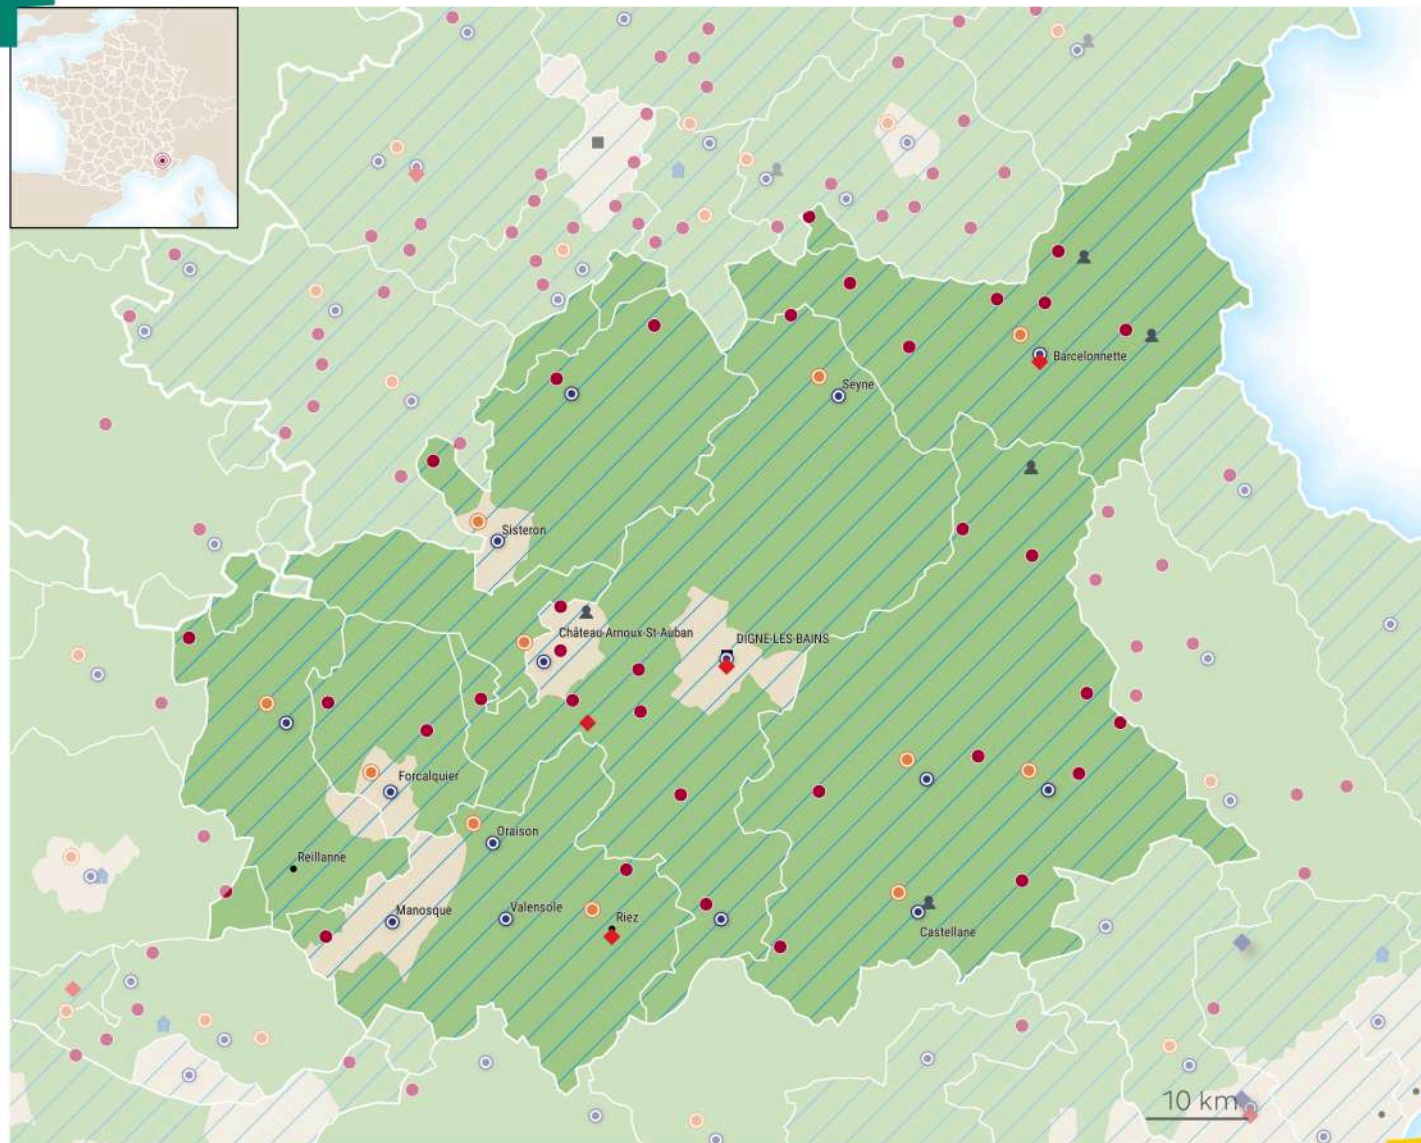 Barcelonnette
Seyne
Sisteron
Château-Arnoux-St-Auban
DIGNE-LES-BAINS
Forcalquier
Oraison
Reillanne
Manosque
Valensole
Riez
Castellane
10 km